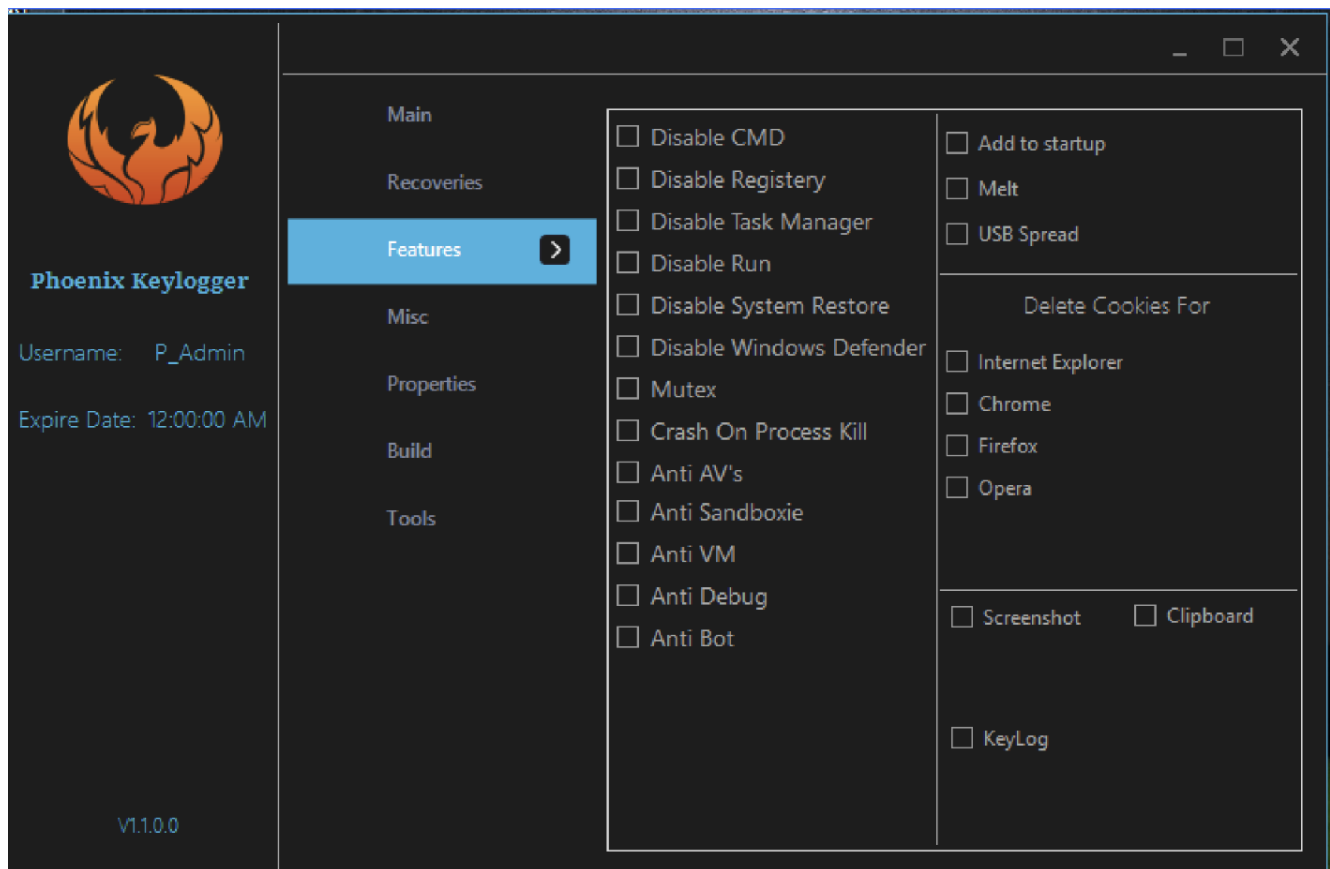 Phoenix Keylogger
Username: P_Admin
Expire Date: 12:00:00 AM
V1.1.0.0
Main
Recoveries
Features
Misc
Properties
Build
Tools
Disable CMD
Disable Registery
Disable Task Manager
Disable Run
Disable System Restore
Disable Windows Defender
Mutex
Crash On Process Kill
Anti AV's
Anti Sandboxie
Anti VM
Anti Debug
Anti Bot
Add to startup
Melt
USB Spread
Delete Cookies For
Internet Explorer
Chrome
Firefox
Opera
Screenshot Clipboard
KeyLog